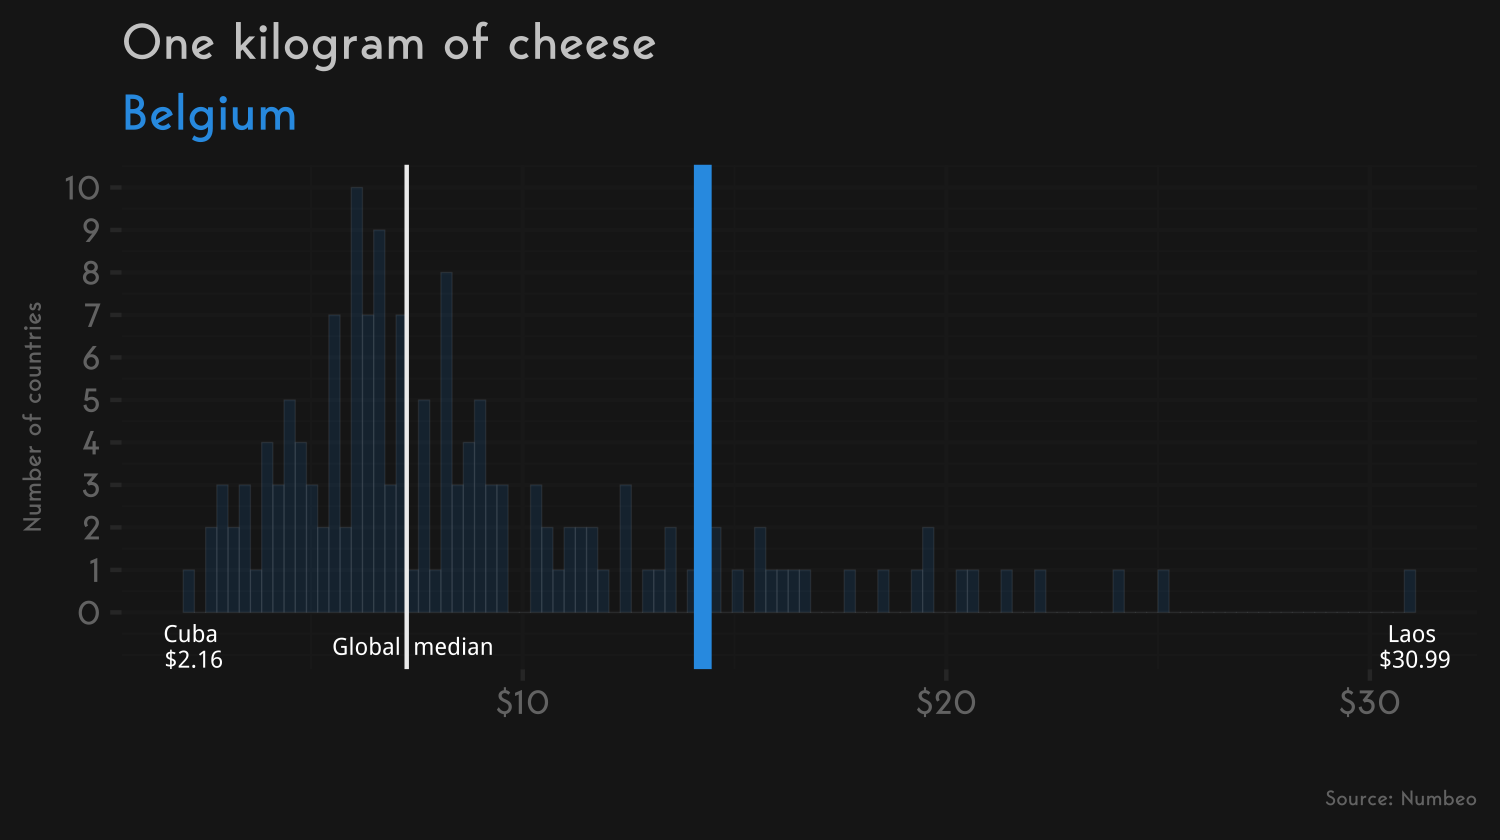 One kilogram of cheese
Belgium
Number of countries
10
9
8
7
6
5
4
3
2
1
0
Cuba
$2.16
Global median
Laos
$30.99
$10
$20
$30
Source: Numbeo